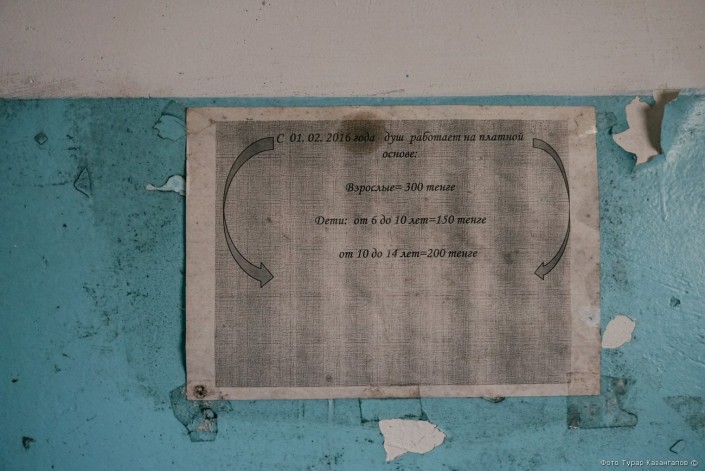 С 01. 02. 2016 года душ работает на платной
основе:
Взрослые= 300 тенге
Дети: от 6 до 10 лет=150 тенге
от 10 до 14 лет=200 тенге
Фото Турар Казангапов ©